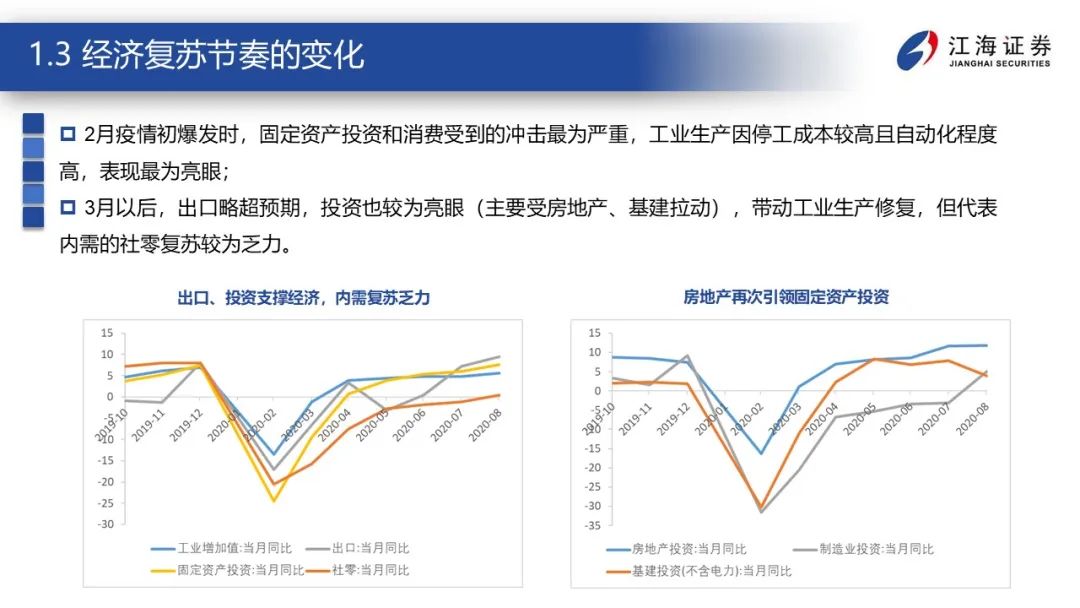 1.3 经济复苏节奏的变化
江海证券
JIANGHAI SECURITIES
2月疫情初爆发时，固定资产投资和消费受到的冲击最为严重，工业生产因停工成本较高且自动化程度
高，表现最为亮眼；
3月以后，出口略超预期，投资也较为亮眼（主要受房地产、基建拉动），带动工业生产修复，但代表
内需的社零复苏较为乏力。
出口、投资支撑经济，内需复苏乏力
15
10
5
0
-5
-10
-15
-20
-25
-30
2019-10
2019-11
2019-12
2020-01
2020-02
2020-03
2020-04
2020-05
2020-06
2020-07
2020-08
工业增加值:当月同比
出口:当月同比
固定资产投资:当月同比
社零:当月同比
房地产再次引领固定资产投资
15
10
5
0
-5
-10
-15
-20
-25
-30
-35
2019-10
2019-11
2019-12
2020-01
2020-02
2020-03
2020-04
2020-05
2020-06
2020-07
2020-08
房地产投资:当月同比
制造业投资:当月同比
基建投资(不含电力):当月同比